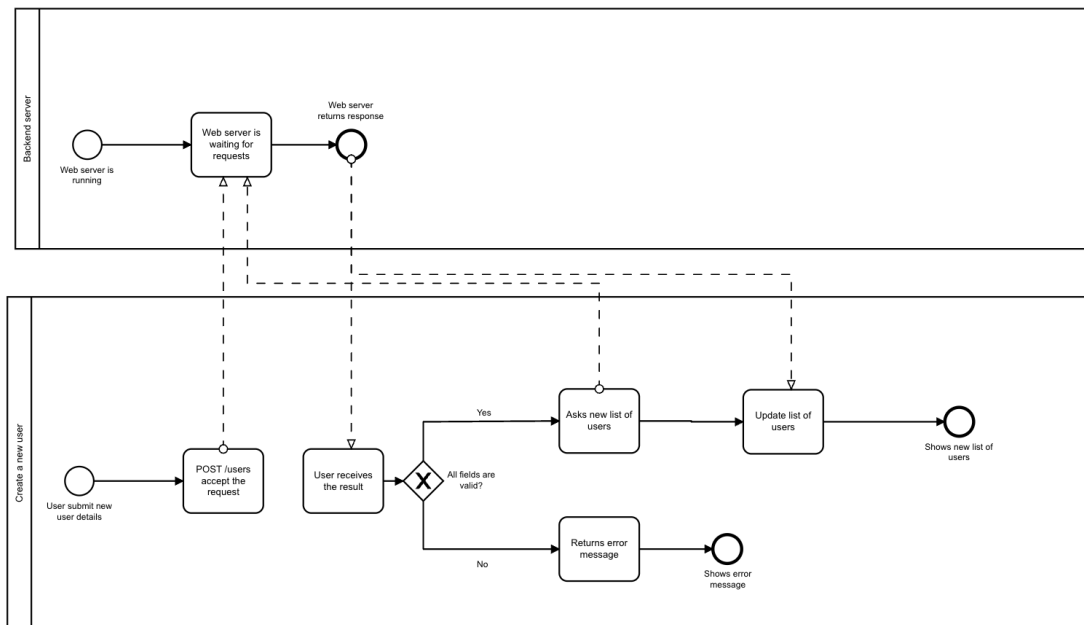 Backend server
Web server is
running
Web server is
waiting for
requests
Web server
returns response
Create a new user
User submit new
user details
POST /users
accept the
request
User receives
the result
All fields are
valid?
Yes
No
Asks new list of
users
Update list of
users
Shows new list of
users
Returns error
message
Shows error
message